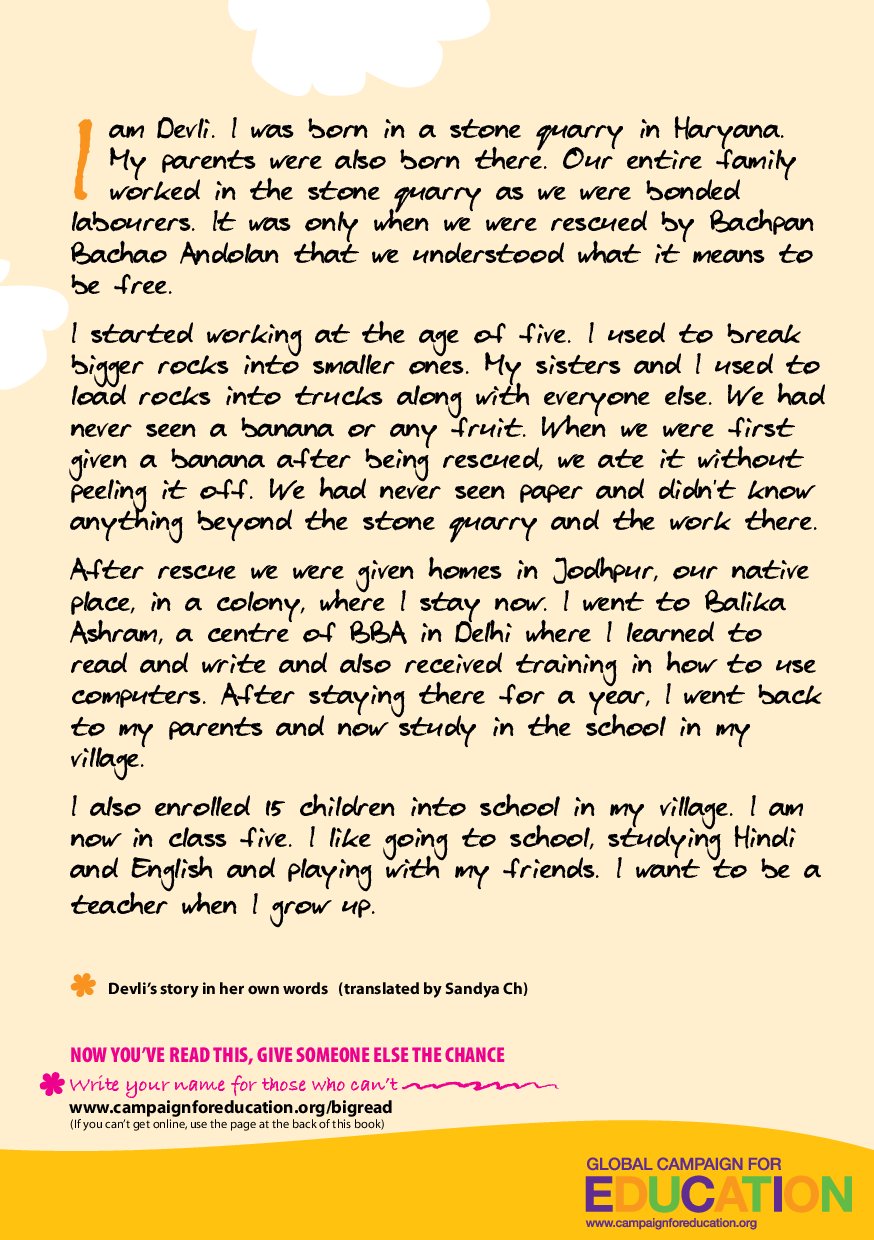 I am Devli. I was born in a stone quarry in Haryana.
My parents were also born there. Our entire family
worked in the stone quarry as we were bonded
labourers. It was only when we were rescued by Bachpan
Bachao Andolan that we understood what it means to
be free.
I started working at the age of five. I used to break
bigger rocks into smaller ones. My sisters and I used to
load rocks into trucks along with everyone else. We had
never seen a banana or any fruit. When we were first
given a banana after being rescued, we ate it without
peeling it off. We had never seen paper and didn't know
anything beyond the stone quarry and the work there.
After rescue we were given homes in Jodhpur, our native
place, in a colony, where I stay now. I went to Balika
Ashram, a centre of BBA in Delhi where I learned to
read and write and also received training in how to use
computers. After staying there for a year, I went back
to my parents and now study in the school in my
village.
I also enrolled 15 children into school in my village. I am
now in class five. I like going to school, studying Hindi
and English and playing with my friends. I want to be a
teacher when I grow up.
Devli's story in her own words (translated by Sandya Ch)
NOW YOU'VE READ THIS, GIVE SOMEONE ELSE THE CHANCE
Write your name for those who can't
www.campaignforeducation.org/bigread
(If you can't get online, use the page at the back of this book)
GLOBAL CAMPAIGN FOR
EDUCATION
www.campaignforeducation.org